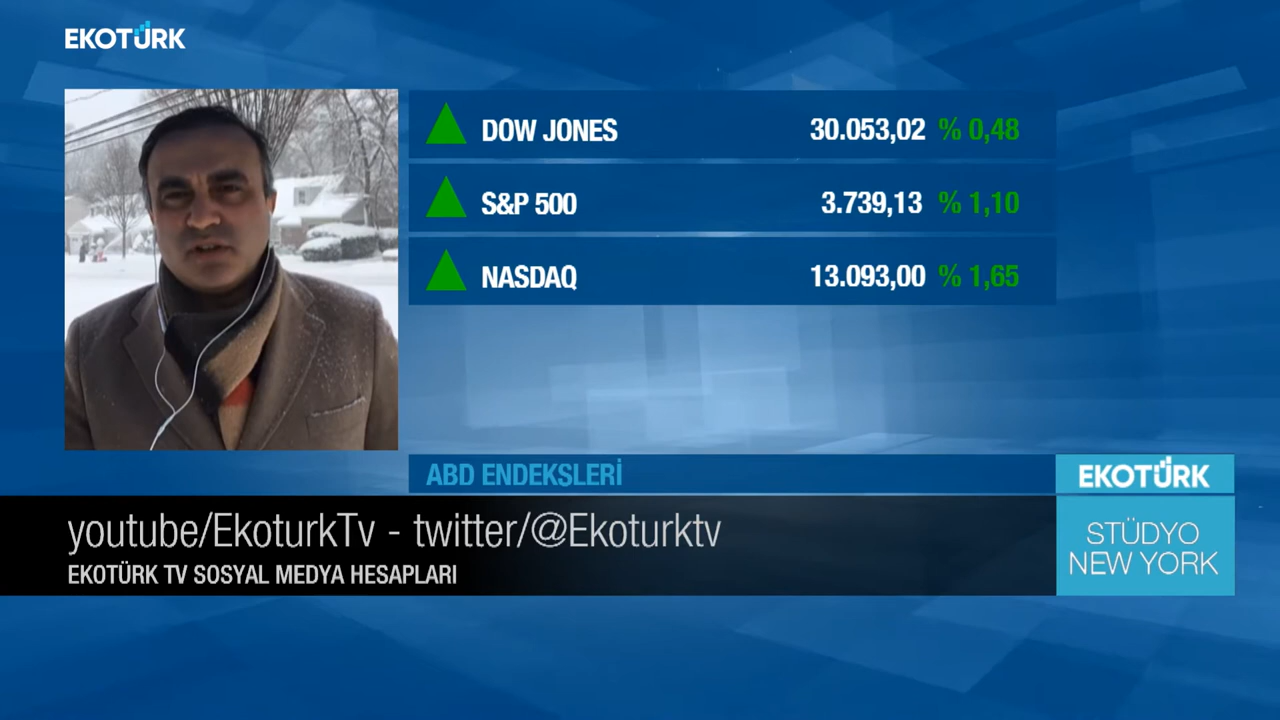 EKOTÜRK
DOW JONES 30.053,02 % 0,48
S&P 500 3.739,13 % 1,10
NASDAQ 13.093,00 % 1,65
ABD ENDEKSLERİ
EKOTÜRK
youtube/EkoturkTv - twitter/@Ekoturktv
EKOTÜRK TV SOSYAL MEDYA HESAPLARI
STÜDYO
NEW YORK